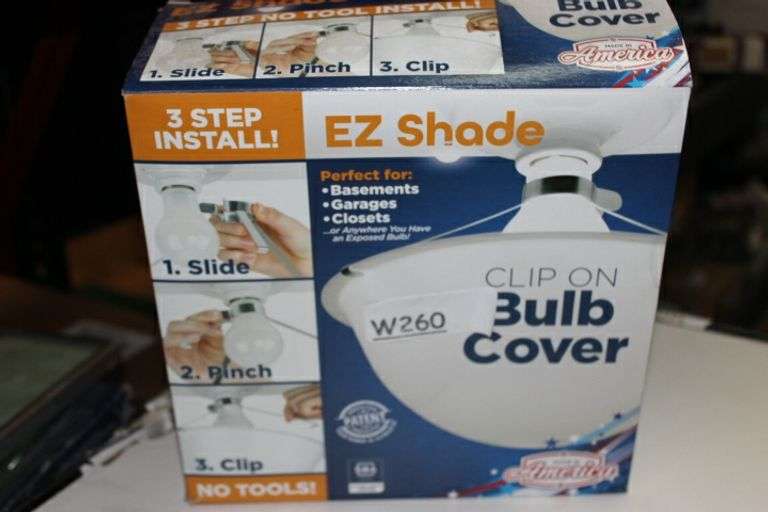 3 STEP NO TOOL INSTALL!
1. Slide
2. Pinch
3. Clip
Bulb
Cover
MADE IN
America
3 STEP
INSTALL!
EZ Shade
Perfect for:
• Basements
• Garages
• Closets
...or Anywhere You Have
an Exposed Bulb!
1. Slide
2. Pinch
3. Clip
NO TOOLS!
CLIP ON
Bulb
Cover
W260
PATENT
America